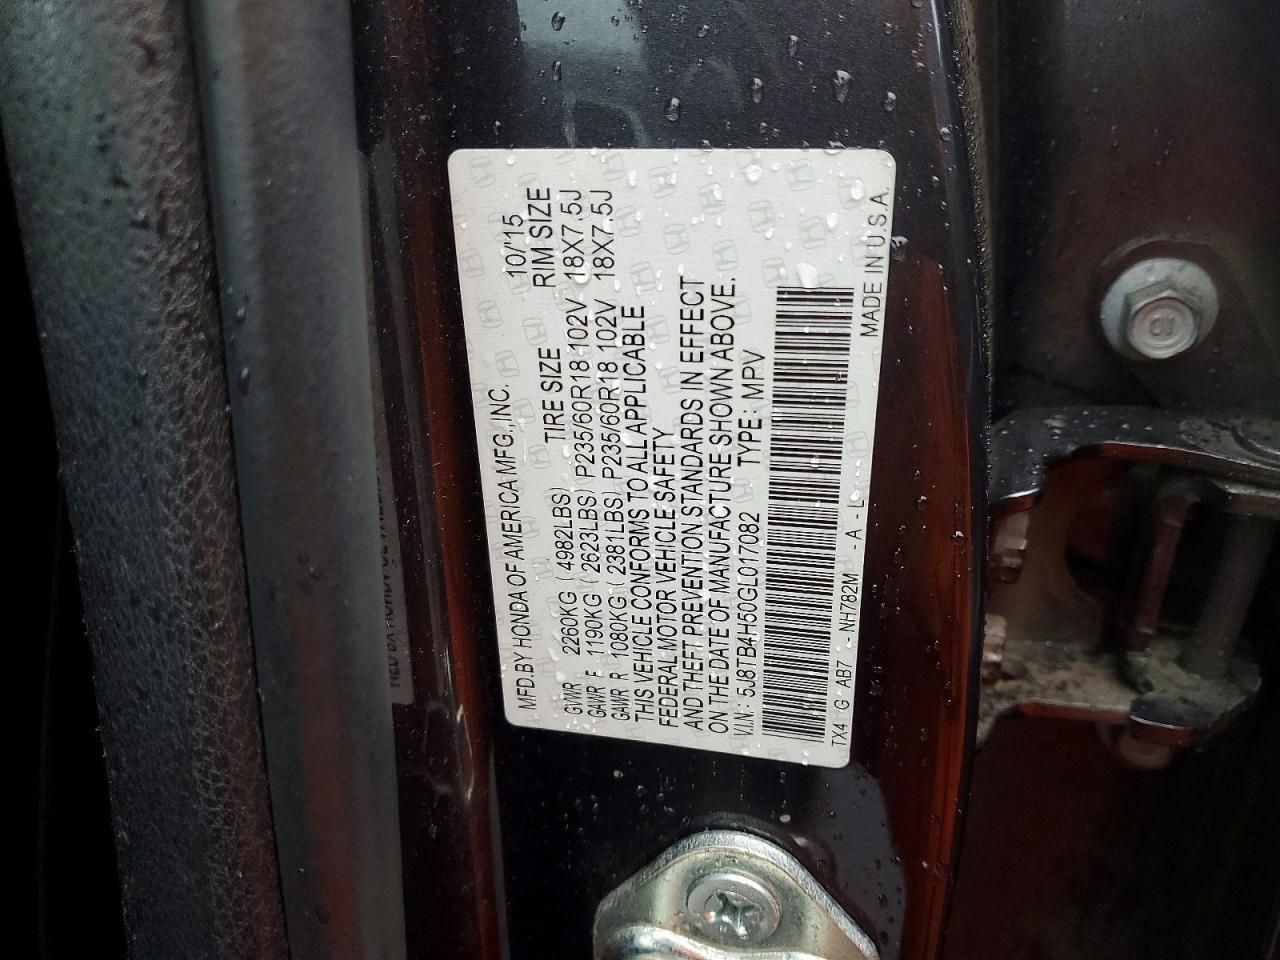 MFD.BY HONDA OF AMERICA MFG.,INC. 10/'15
GVWR 2260KG ( 4982LBS) TIRE SIZE RIM SIZE
GAWR F 1190KG ( 2623LBS) P235/60R18 102V 18X7.5J
GAWR R 1080KG ( 2381LBS) P235/60R18 102V 18X7.5J
THIS VEHICLE CONFORMS TO ALL APPLICABLE
FEDERAL MOTOR VEHICLE SAFETY
AND THEFT PREVENTION STANDARDS IN EFFECT
ON THE DATE OF MANUFACTURE SHOWN ABOVE.
V.I.N.: 5J8TB4H50GL017082 TYPE: MPV
TX4 G - AB7 - NH782M - A - L MADE IN U.S.A.